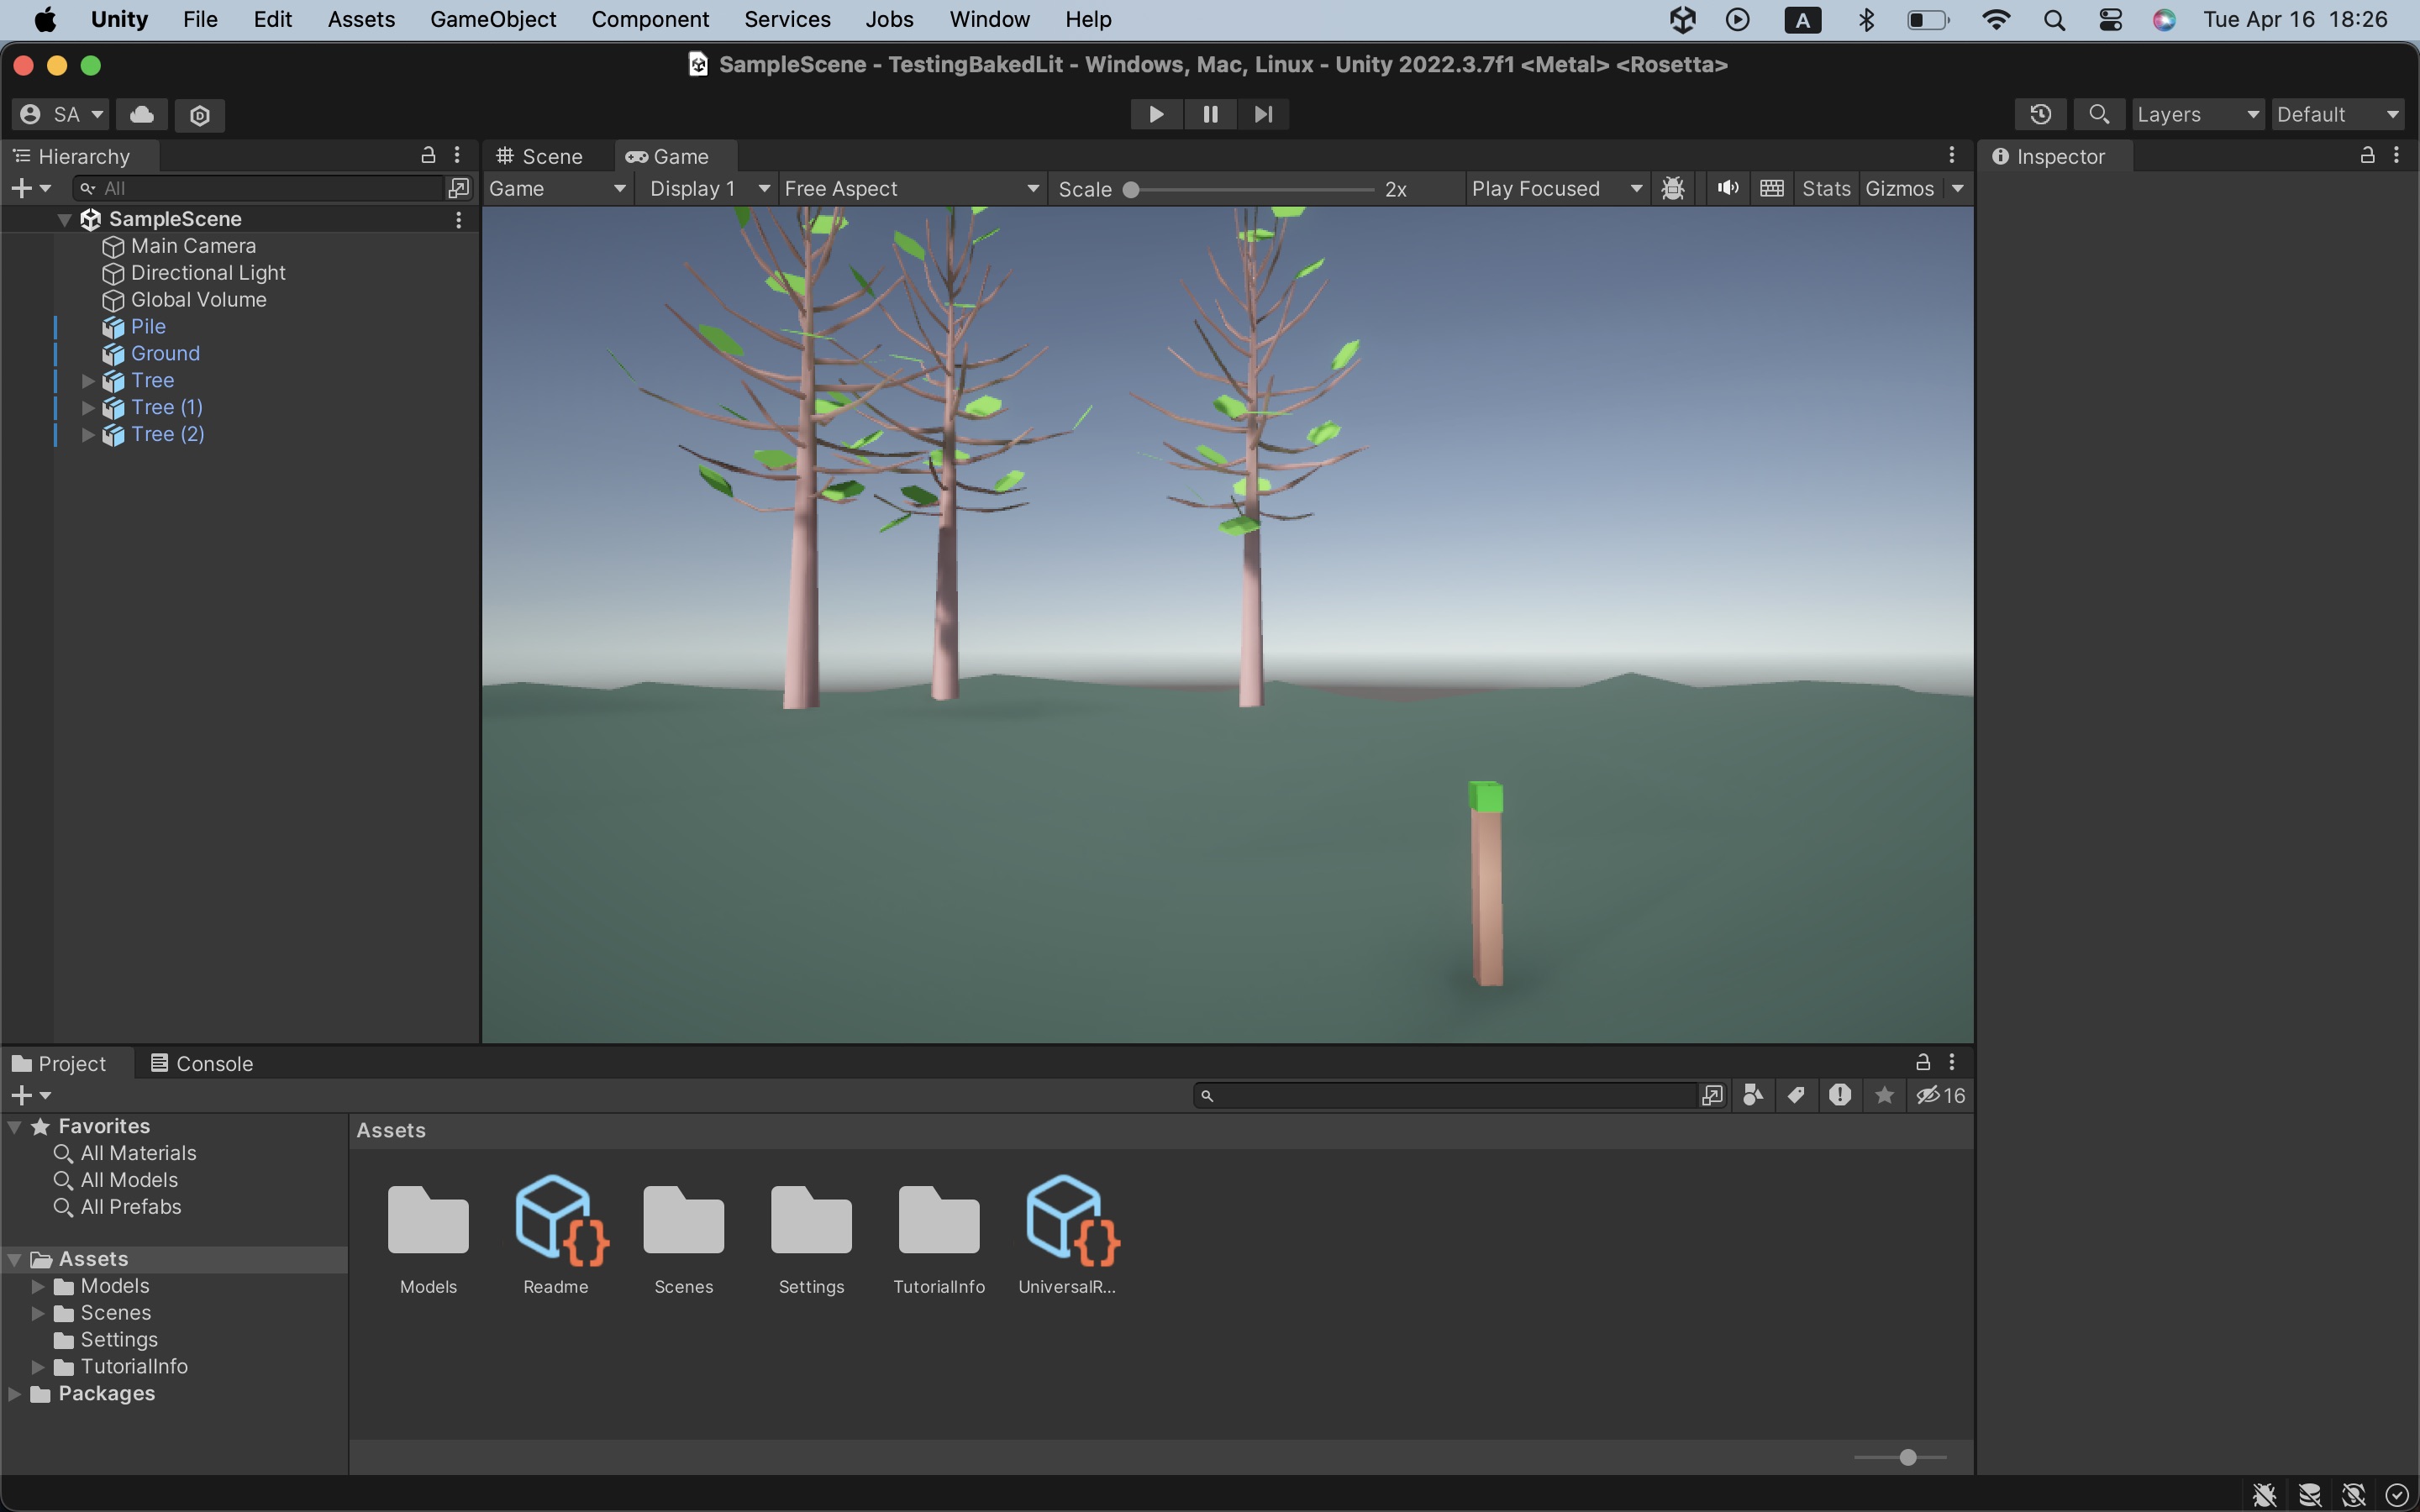 Unity File Edit Assets GameObject Component Services Jobs Window Help A Tue Apr 16 18:26
SampleScene - TestingBakedLit - Windows, Mac, Linux - Unity 2022.3.7f1 <Metal> <Rosetta>
SA Layers Default
Hierarchy Scene Game Inspector
All Game Display 1 Free Aspect Scale 2x Play Focused Stats Gizmos
SampleScene
Main Camera
Directional Light
Global Volume
Pile
Ground
Tree
Tree (1)
Tree (2)
Project Console
16
Favorites
All Materials
All Models
All Prefabs
Assets
Models
Scenes
Settings
TutorialInfo
Packages
Assets
Models Readme Scenes Settings TutorialInfo UniversalR...